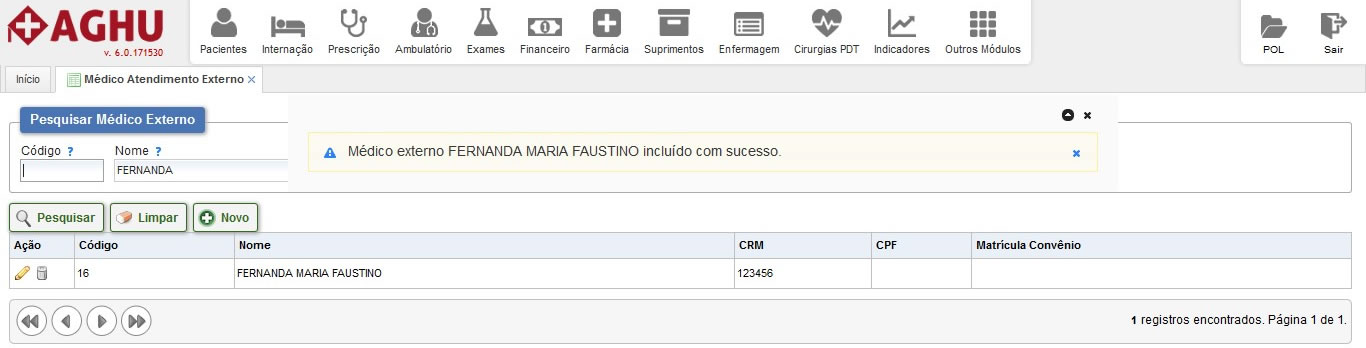 AGHU
v. 6.0.171530
Pacientes Internação Prescrição Ambulatório Exames Financeiro Farmácia Suprimentos Enfermagem Cirurgias PDT Indicadores Outros Módulos POL Sair
Início Médico Atendimento Externo
Pesquisar Médico Externo
Código ? Nome ?
FERNANDA
Médico externo FERNANDA MARIA FAUSTINO incluído com sucesso.
Pesquisar Limpar Novo
Ação Código Nome CRM CPF Matrícula Convênio
16 FERNANDA MARIA FAUSTINO 123456
1 registros encontrados. Página 1 de 1.